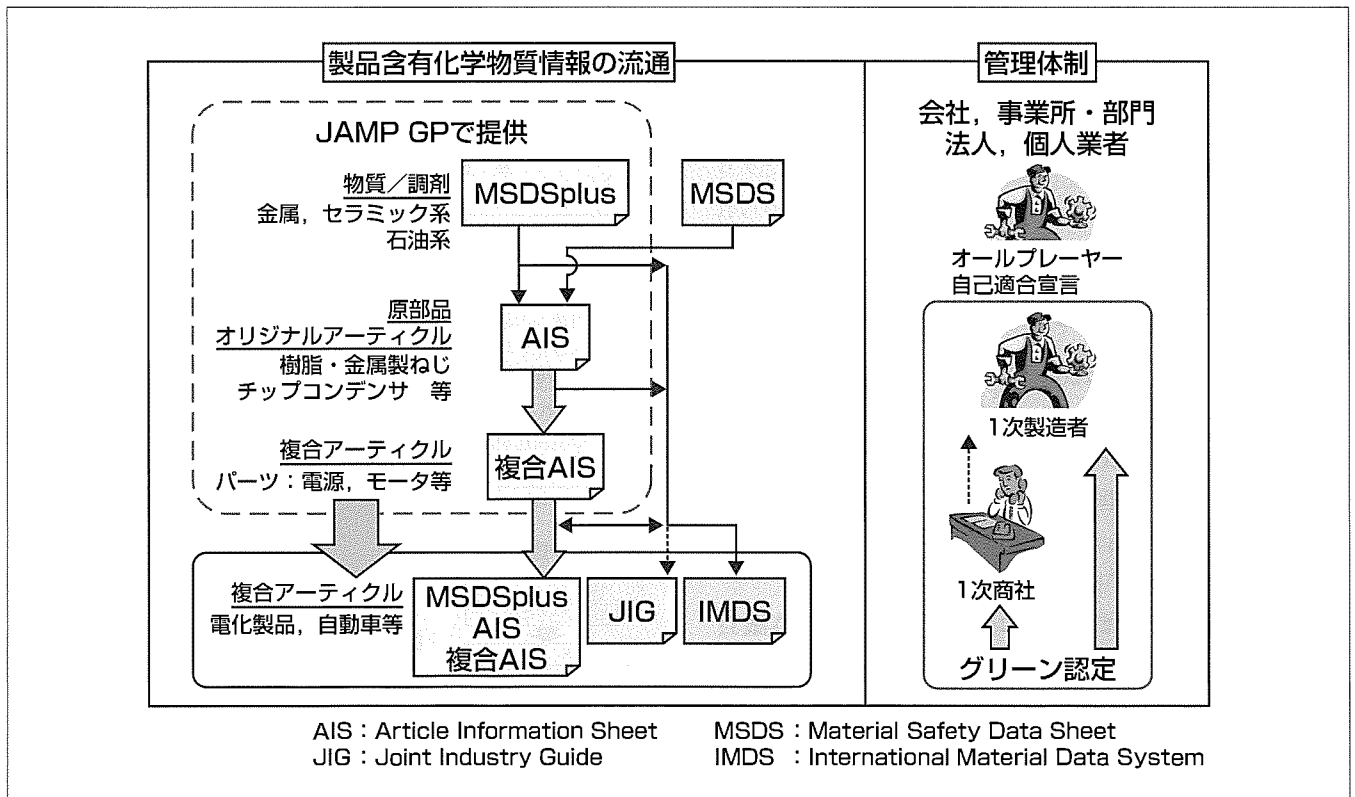 製品含有化学物質情報の流通
JAMP GPで提供
物質／調剤
金属，セラミック系
石油系
MSDSplus
MSDS
原部品
オリジナルアーティクル
樹脂・金属製ねじ
チップコンデンサ 等
AIS
複合アーティクル
パーツ：電源，モータ等
複合AIS
複合アーティクル
電化製品，自動車等
MSDSplus
AIS
複合AIS
JIG
IMDS
管理体制
会社，事業所・部門
法人，個人業者
オールプレーヤー
自己適合宣言
1次製造者
1次商社
グリーン認定
AIS：Article Information Sheet
MSDS：Material Safety Data Sheet
JIG：Joint Industry Guide
IMDS ：International Material Data System